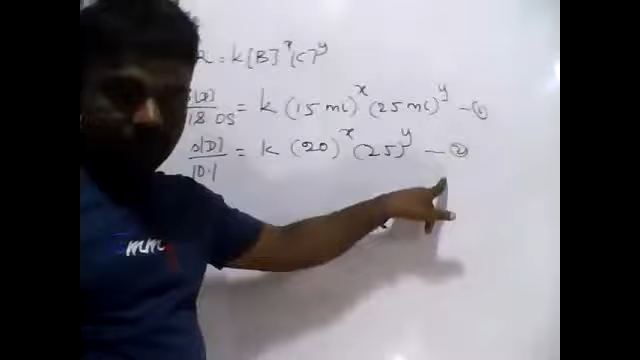 R = k [B]^x [C]^y
Δ[D] / 18.05 = k (15 mL)^x (25 mL)^y — ①
Δ[D] / 10.1 = k (20)^x (25)^y — ②